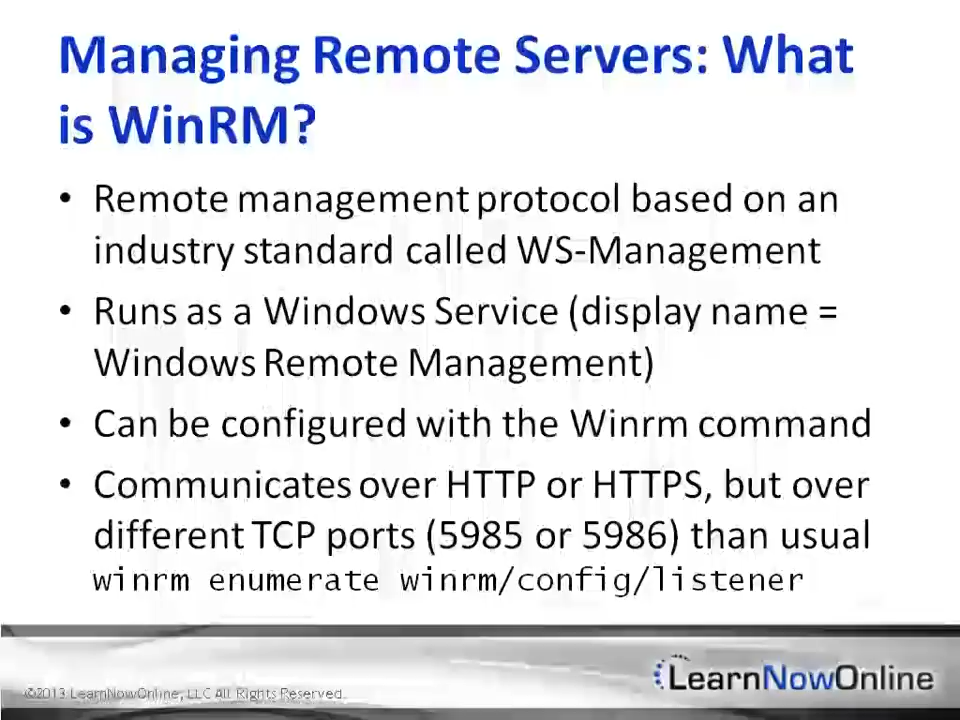 Managing Remote Servers: What
is WinRM?
• Remote management protocol based on an
industry standard called WS-Management
• Runs as a Windows Service (display name =
Windows Remote Management)
• Can be configured with the Winrm command
• Communicates over HTTP or HTTPS, but over
different TCP ports (5985 or 5986) than usual
winrm enumerate winrm/config/listener
©2013 LearnNowOnline, LLC All Rights Reserved.
LearnNowOnline